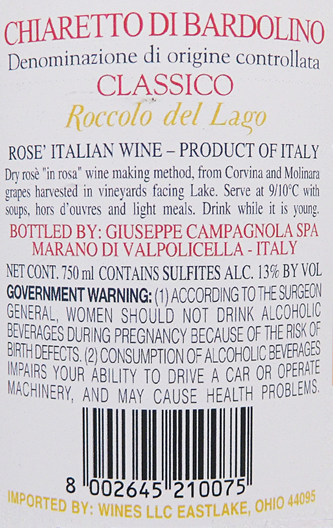 CHIARETTO DI BARDOLINO
Denominazione di origine controllata
CLASSICO
Roccolo del Lago
ROSE' ITALIAN WINE – PRODUCT OF ITALY
Dry rosè "in rosa" wine making method, from Corvina and Molinara
grapes harvested in vineyards facing Lake. Serve at 9/10°C with
soups, hors d'ouvres and light meals. Drink while it is young.
BOTTLED BY: GIUSEPPE CAMPAGNOLA SPA
MARANO DI VALPOLICELLA - ITALY
NET CONT. 750 ml CONTAINS SULFITES ALC. 13% BY VOL
GOVERNMENT WARNING: (1) ACCORDING TO THE SURGEON
GENERAL, WOMEN SHOULD NOT DRINK ALCOHOLIC
BEVERAGES DURING PREGNANCY BECAUSE OF THE RISK OF
BIRTH DEFECTS. (2) CONSUMPTION OF ALCOHOLIC BEVERAGES
IMPAIRS YOUR ABILITY TO DRIVE A CAR OR OPERATE
MACHINERY, AND MAY CAUSE HEALTH PROBLEMS.
8 002645 210075
IMPORTED BY: WINES LLC EASTLAKE, OHIO 44095